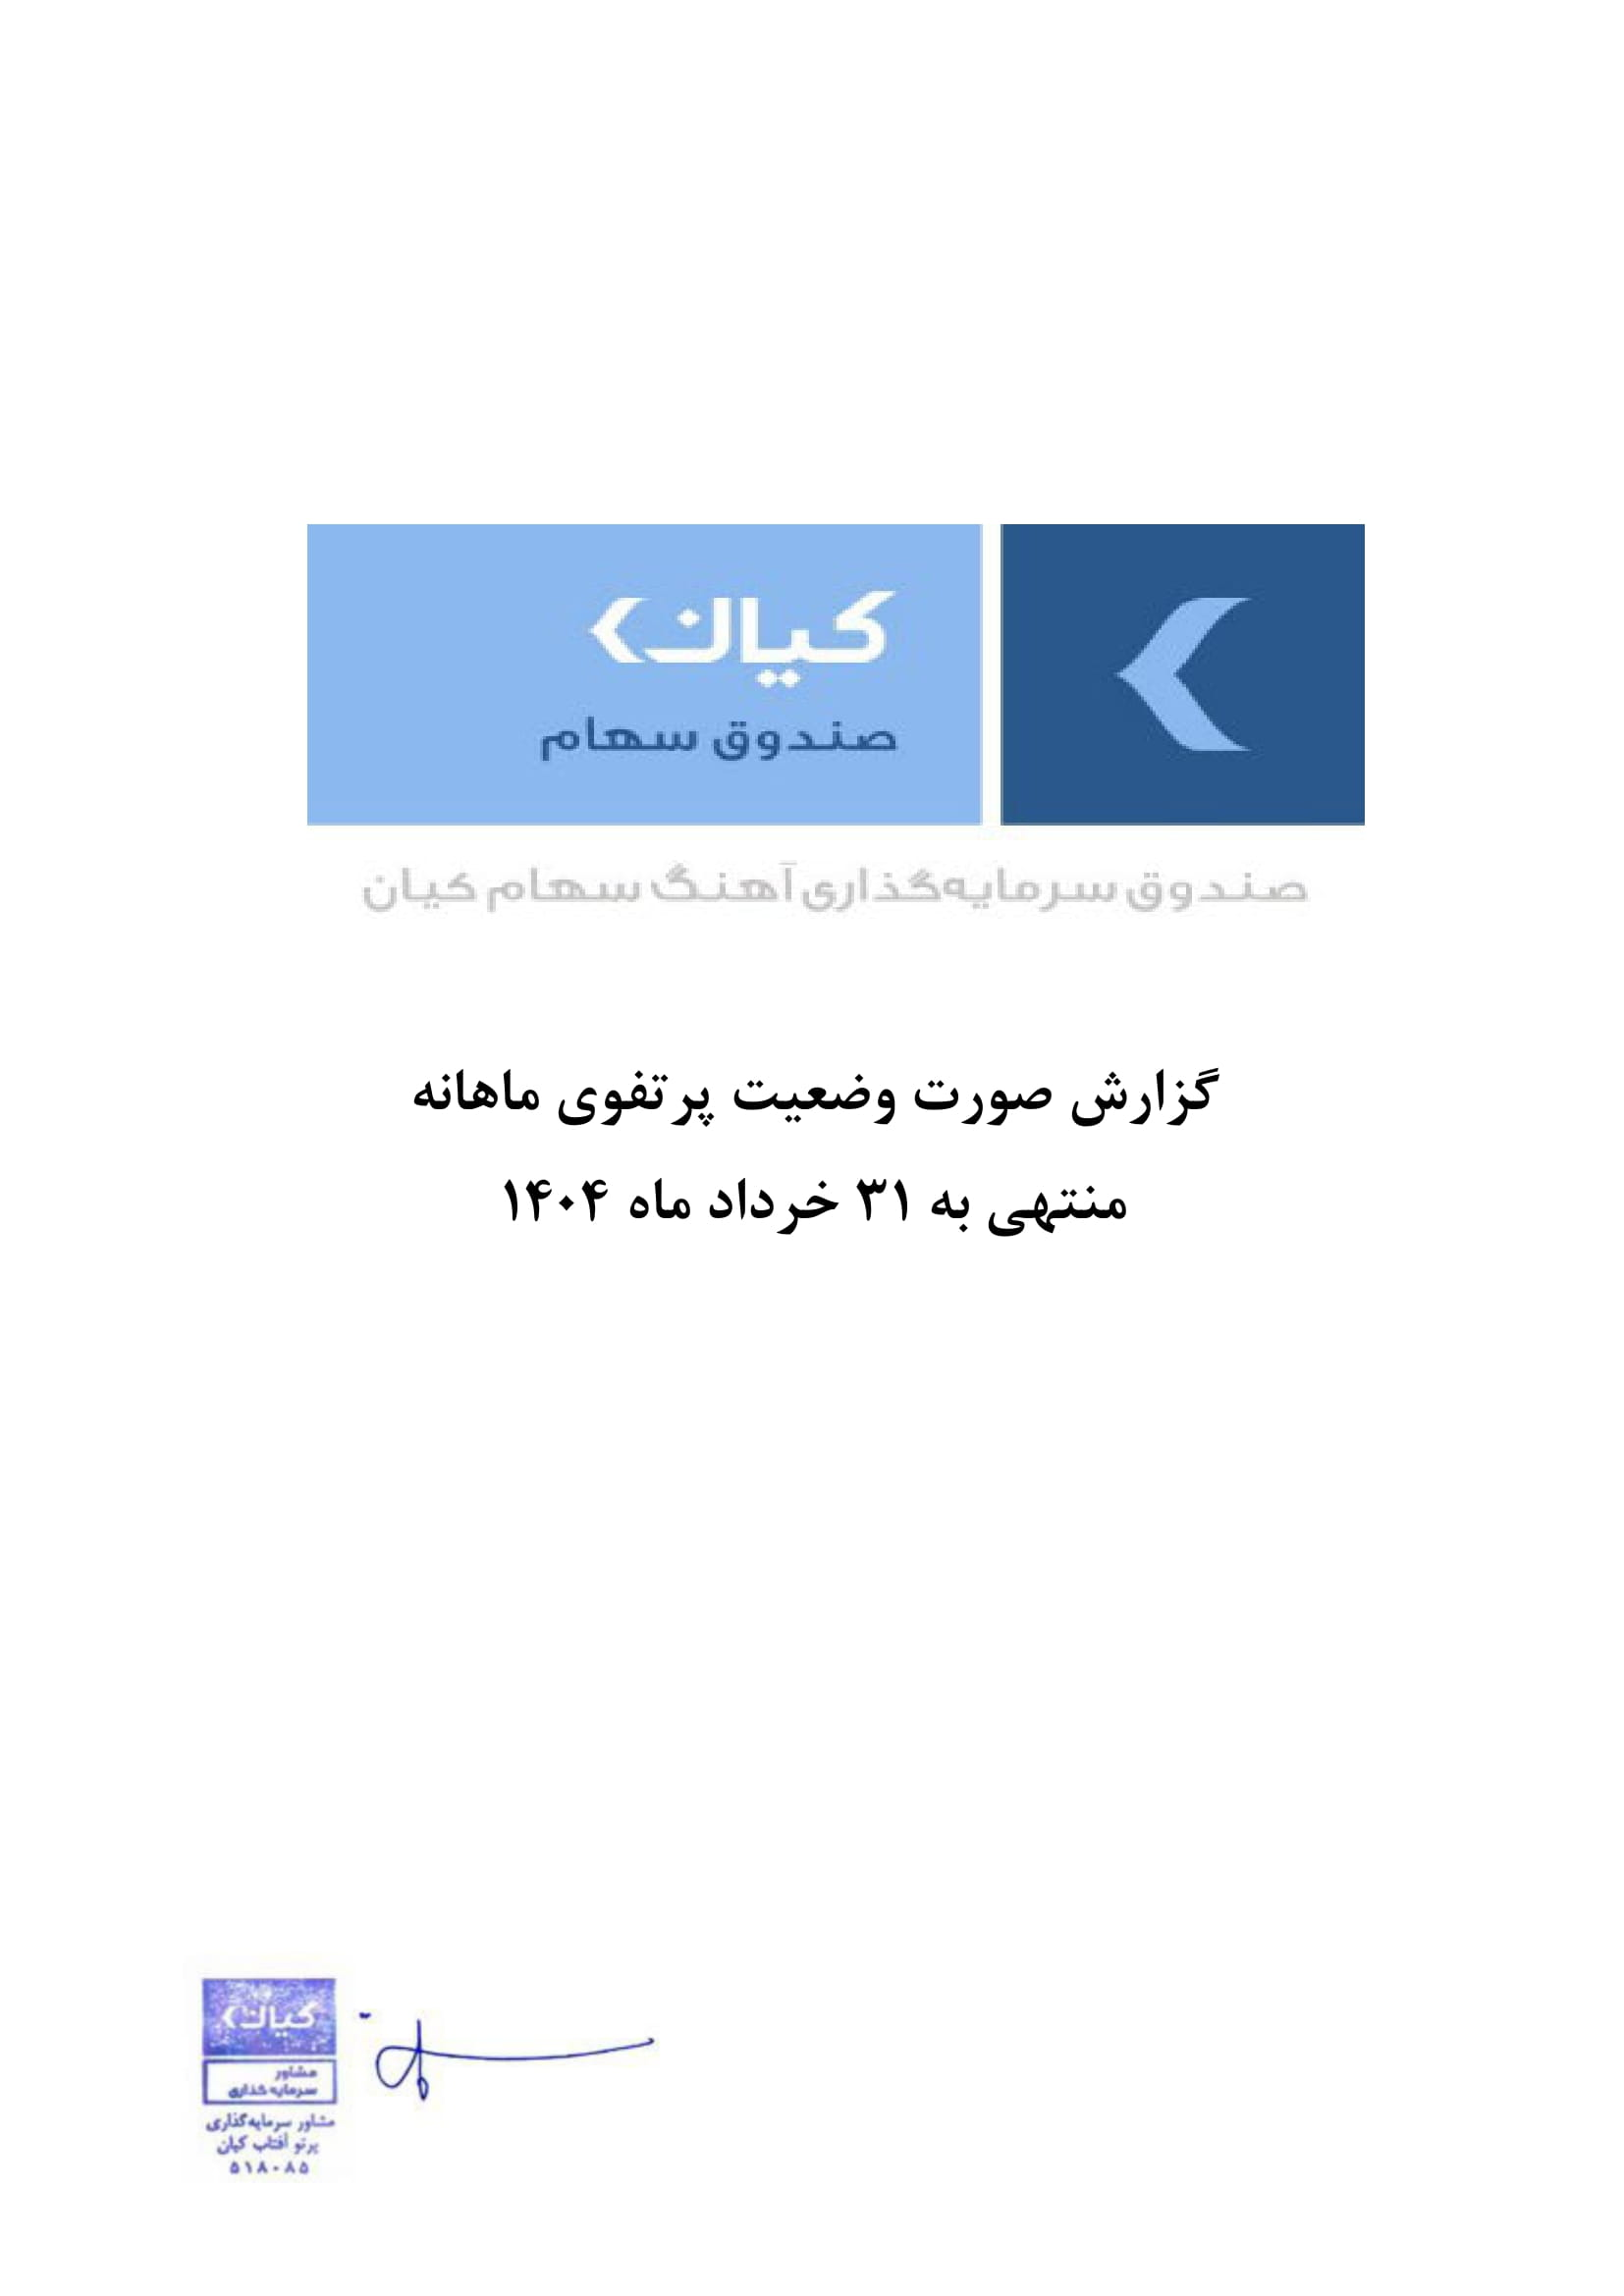 کیان
صندوق سهام
صندوق سرمایه‌گذاری آهنگ سهام کیان
گزارش صورت وضعیت پرتفوی ماهانه
منتهی به ۳۱ خرداد ماه ۱۴۰۴
کیان
مشاور
سرمایه گذاری
مشاور سرمایه گذاری
پرتو آفتاب کیان
۵۱۸۰۸۵